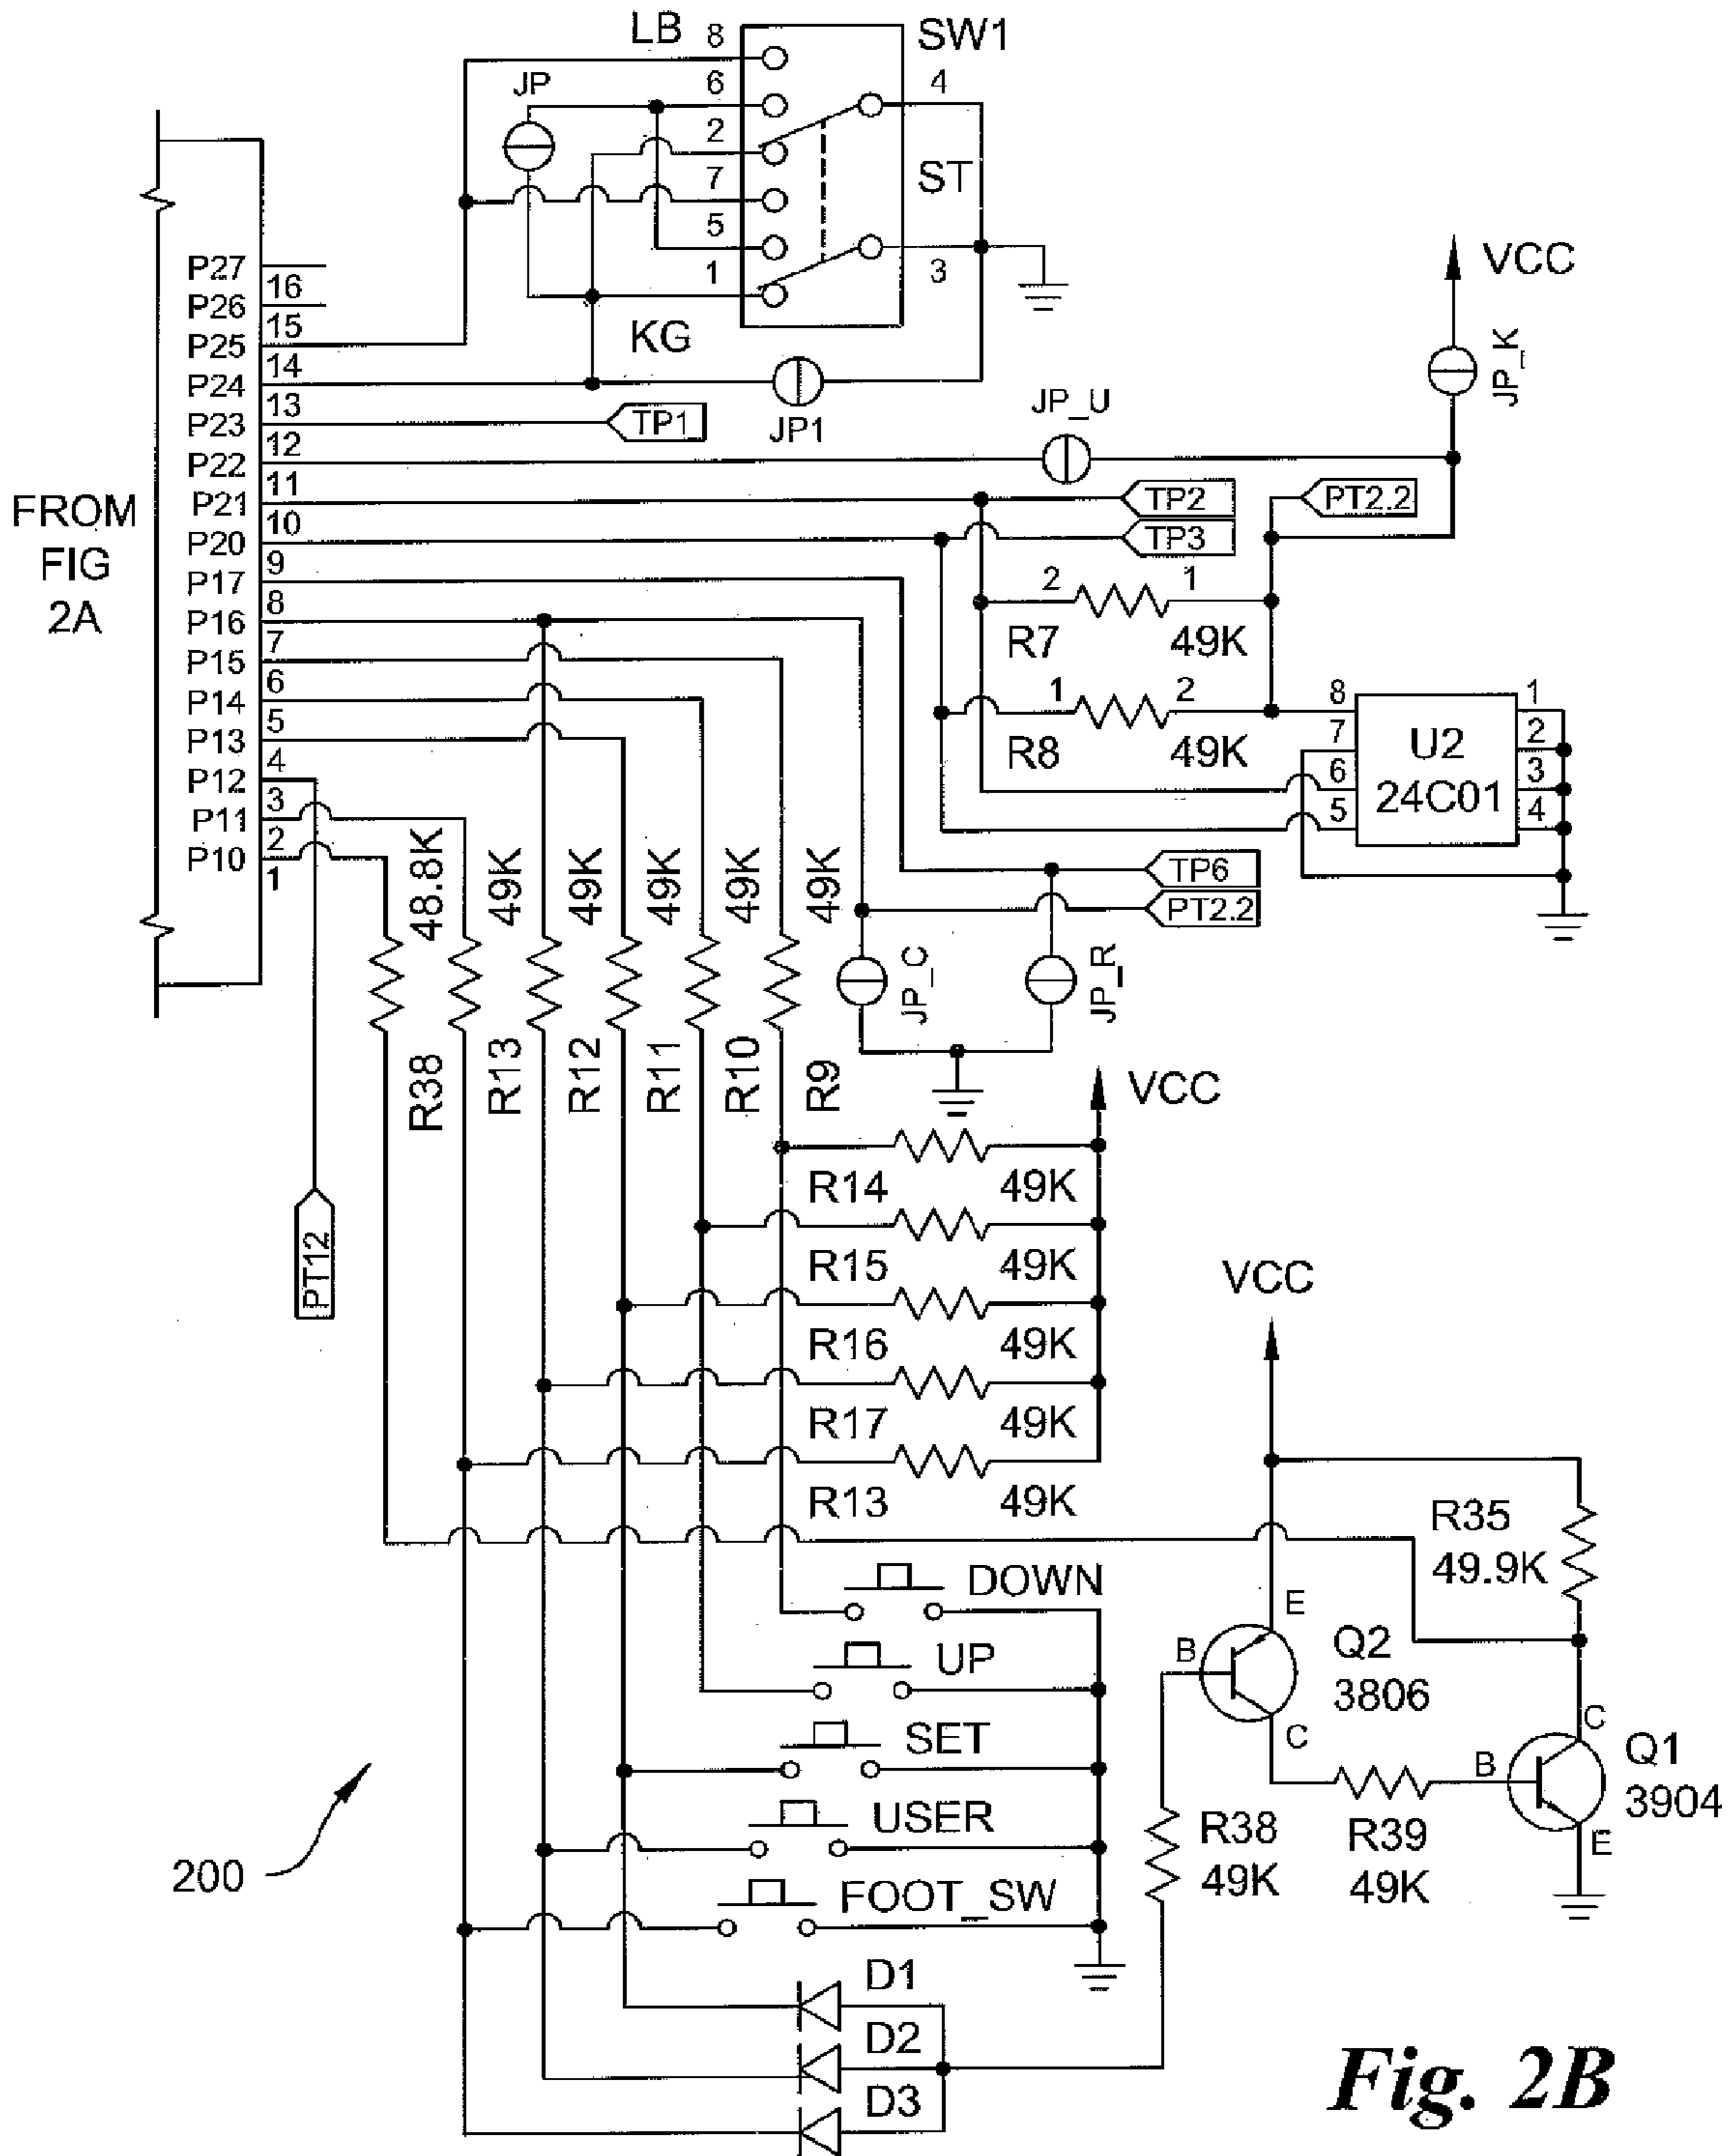 LB
8
SW1
JP
6
4
2
7
ST
5
1
3
KG
VCC
JP_K
P27
16
P26
15
P25
14
P24
13
P23
TP1
JP1
JP_U
12
P22
11
P21
TP2
PT2.2
10
P20
TP3
9
P17
2
1
8
P16
R7
49K
7
P15
6
P14
1
2
R8
49K
5
P13
4
P12
3
P11
2
P10
1
FROM
FIG
2A
8
7
6
5
U2
24C01
1
2
3
4
48.8K
49K
49K
49K
49K
49K
TP6
PT2.2
JP_C
JP_R
R38
R13
R12
R11
R10
R9
VCC
R14
49K
R15
49K
R16
49K
R17
49K
R13
49K
PT12
VCC
R35
49.9K
DOWN
E
B
Q2
3806
UP
C
SET
C
B
Q1
3904
E
USER
R38
49K
R39
49K
200
FOOT_SW
D1
D2
D3
Fig. 2B